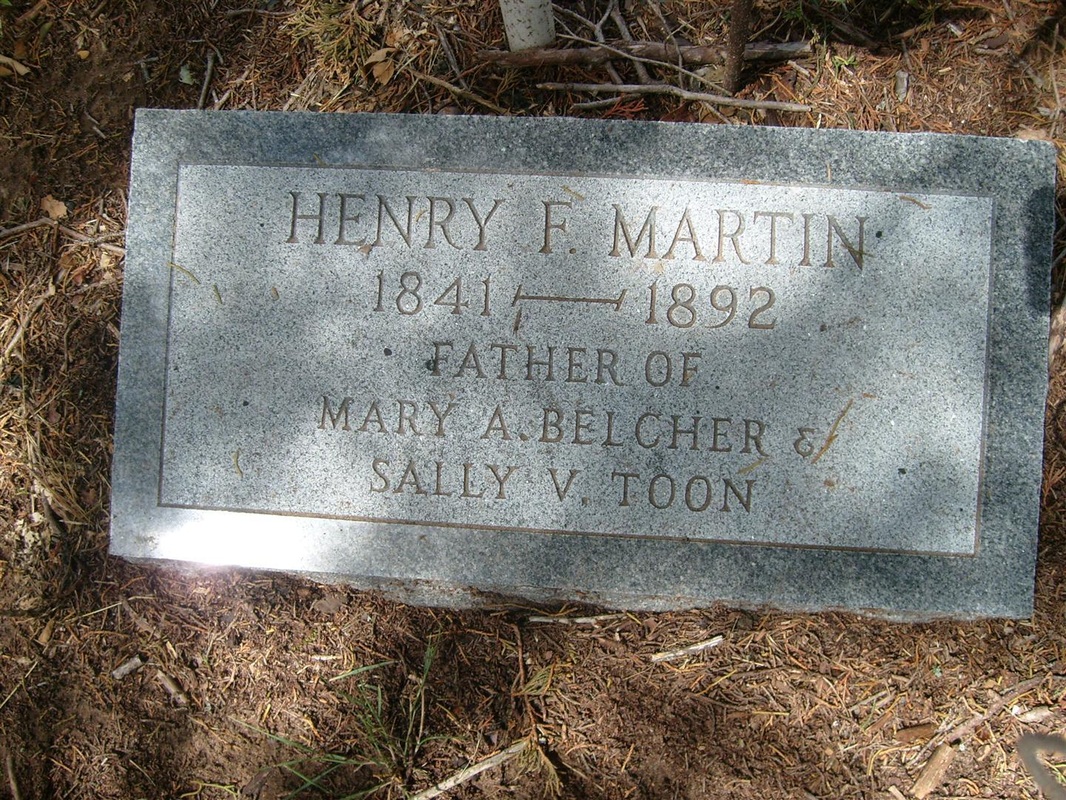 HENRY F. MARTIN
1841 — 1892
FATHER OF
MARY A. BELCHER &
SALLY V. TOON